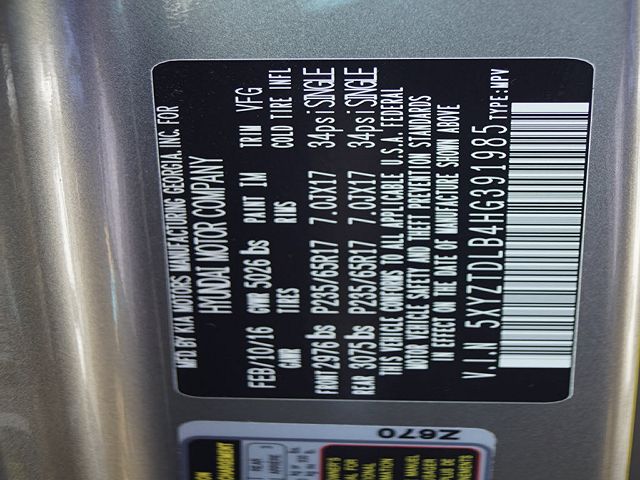 MFD. BY KIA MOTORS MANUFACTURING GEORGIA, INC. FOR
HYUNDAI MOTOR COMPANY
FEB/10/16 GWR 5026 lbs PAINT IM TRIM VFG
GAWR TIRES RIMS COLD TIRE INFL
FRONT 2976 lbs P235/65R17 7.0JX17 34psi SINGLE
REAR 3075 lbs P235/65R17 7.0JX17 34psi SINGLE
THIS VEHICLE CONFORMS TO ALL APPLICABLE U.S.A. FEDERAL
MOTOR VEHICLE SAFETY AND THEFT PREVENTION STANDARDS
IN EFFECT ON THE DATE OF MANUFACTURE SHOWN ABOVE
V.I.N 5XYZTDLB4HG391985 TYPE:MPV
Z670
REAR